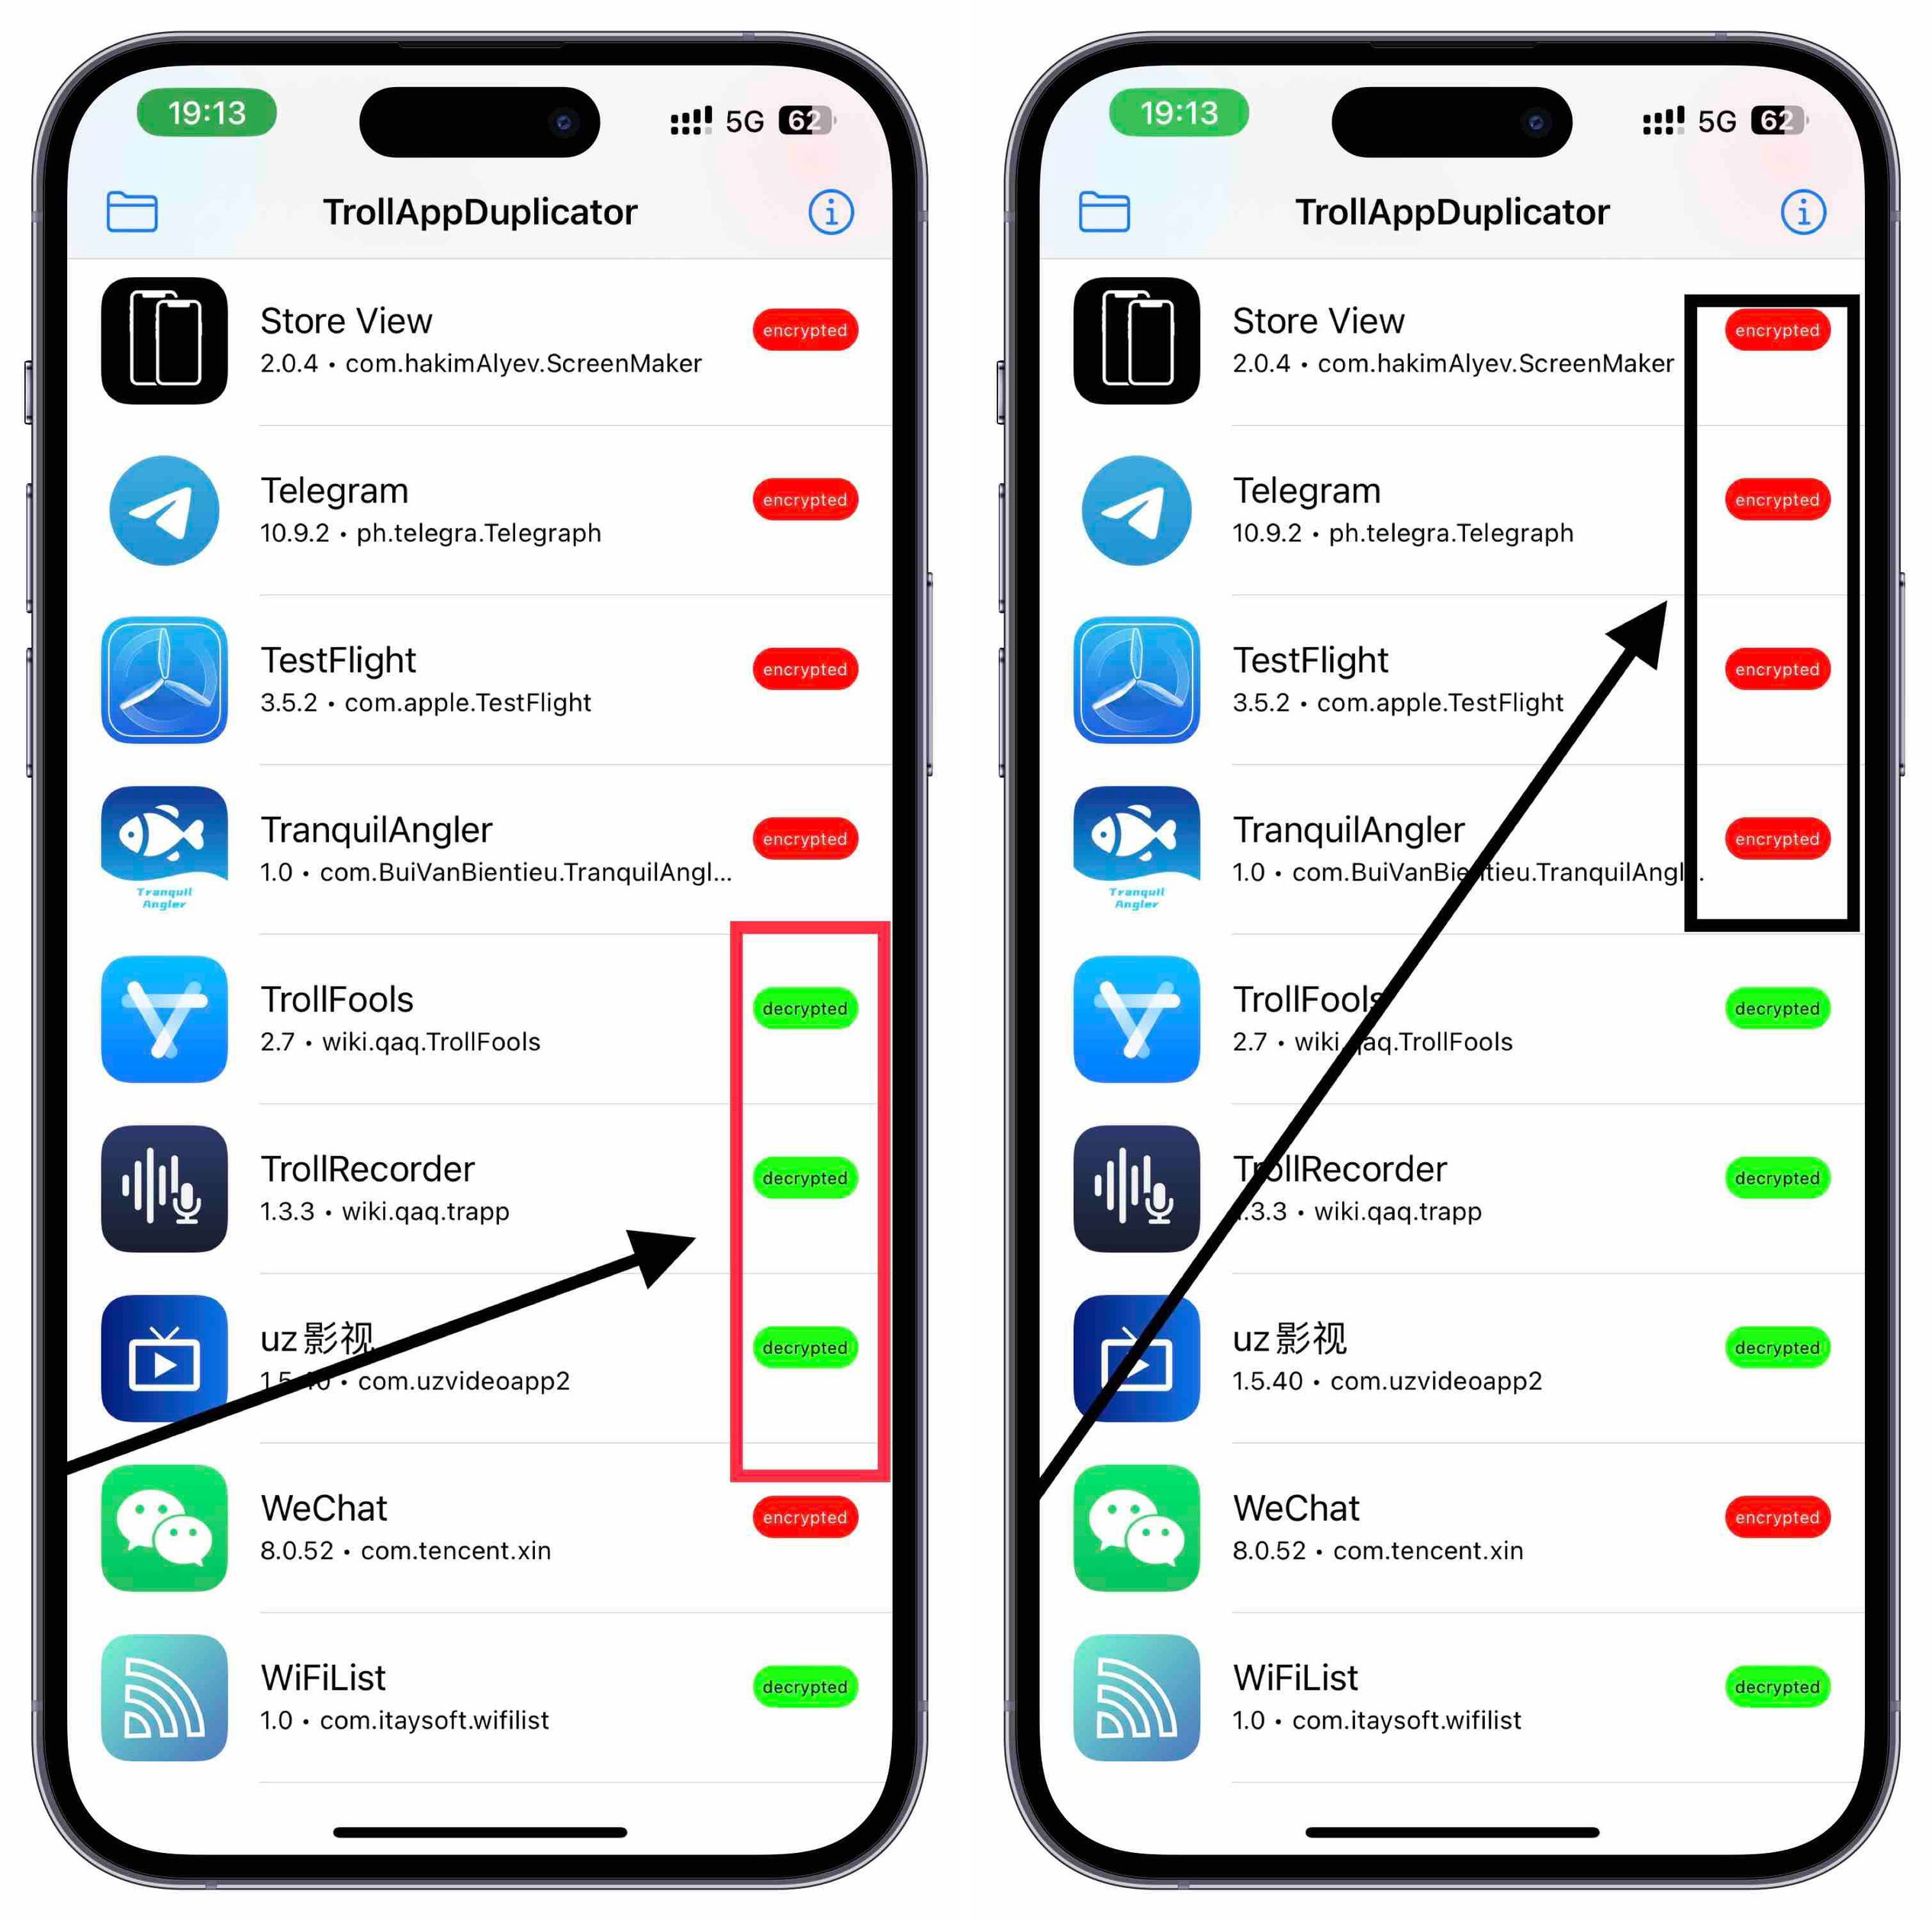 19:13
5G 62
TrollAppDuplicator
Store View
encrypted
2.0.4 • com.hakimAlyev.ScreenMaker
Telegram
encrypted
10.9.2 • ph.telegra.Telegraph
TestFlight
encrypted
3.5.2 • com.apple.TestFlight
TranquilAngler
encrypted
1.0 • com.BuiVanBientieu.TranquilAngl...
Tranquil
Angler
TrollFools
decrypted
2.7 • wiki.qaq.TrollFools
TrollRecorder
decrypted
1.3.3 • wiki.qaq.trapp
uz影视
decrypted
1.5.40 • com.uzvideoapp2
WeChat
encrypted
8.0.52 • com.tencent.xin
WiFiList
decrypted
1.0 • com.itaysoft.wifilist
19:13
5G 62
TrollAppDuplicator
Store View
encrypted
2.0.4 • com.hakimAlyev.ScreenMaker
Telegram
encrypted
10.9.2 • ph.telegra.Telegraph
TestFlight
encrypted
3.5.2 • com.apple.TestFlight
TranquilAngler
encrypted
1.0 • com.BuiVanBientieu.TranquilAngl...
Tranquil
Angler
TrollFools
decrypted
2.7 • wiki.qaq.TrollFools
TrollRecorder
decrypted
1.3.3 • wiki.qaq.trapp
uz影视
decrypted
1.5.40 • com.uzvideoapp2
WeChat
encrypted
8.0.52 • com.tencent.xin
WiFiList
decrypted
1.0 • com.itaysoft.wifilist